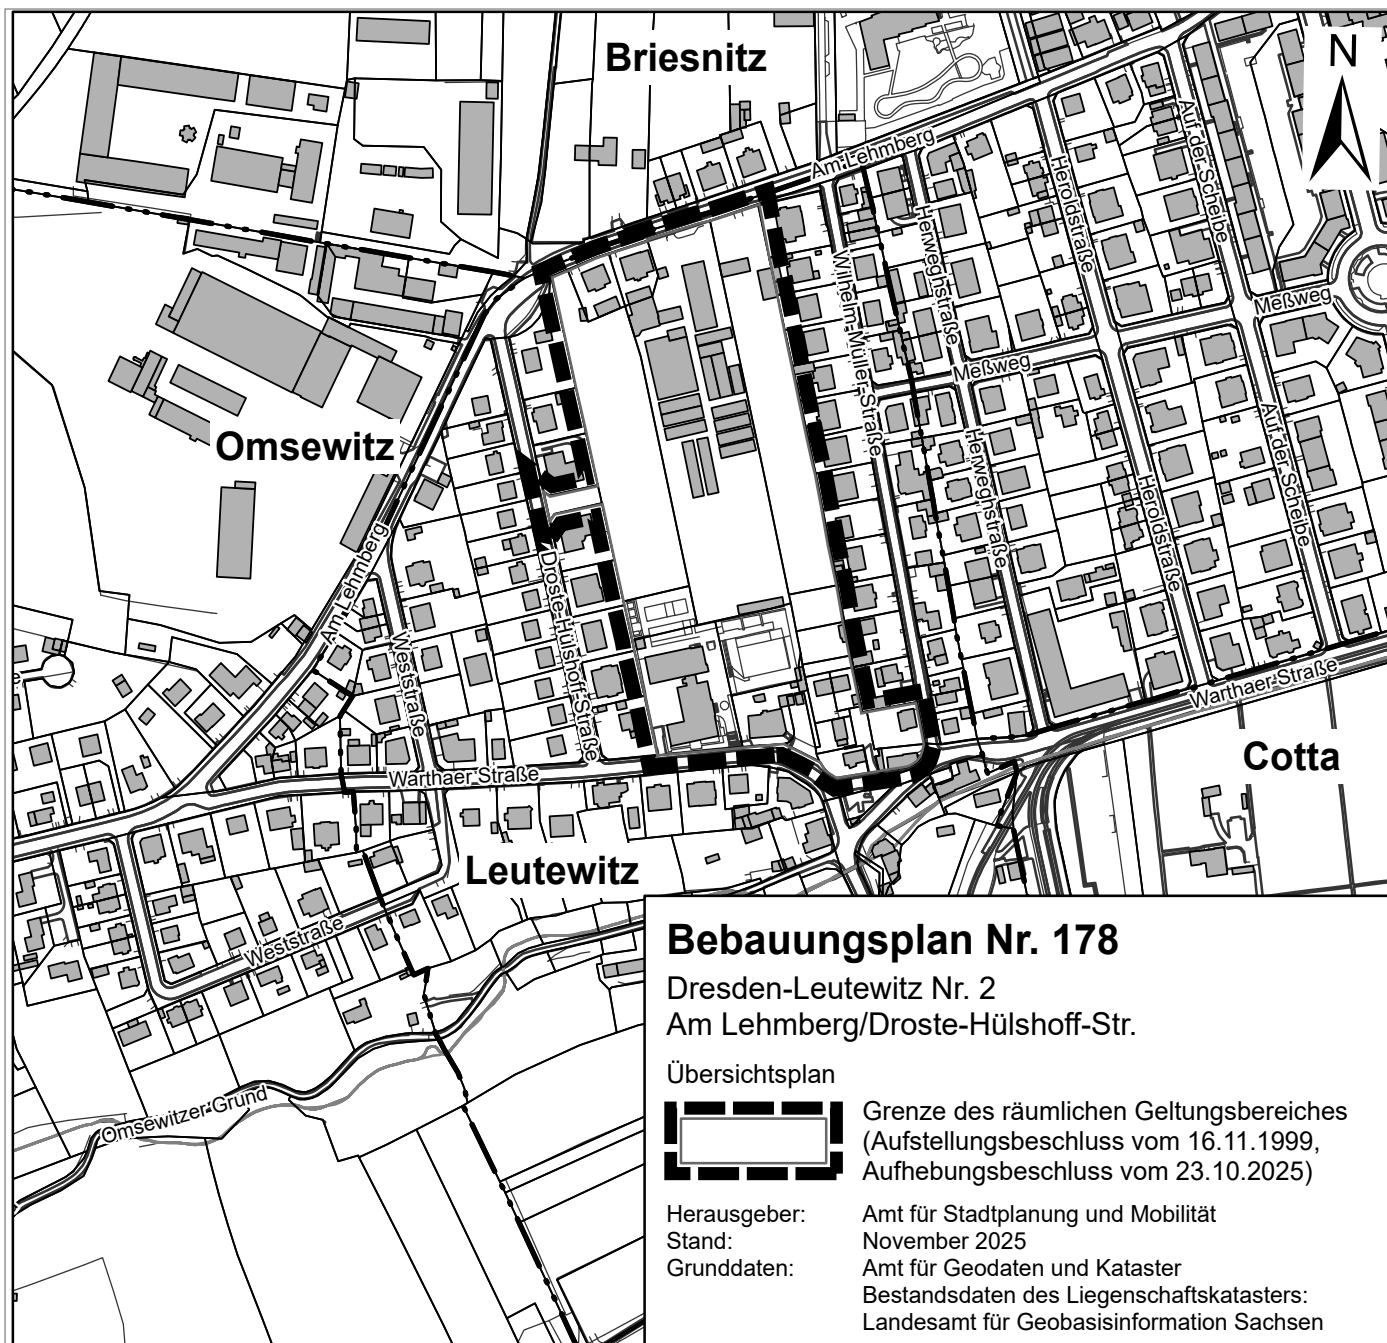 Briesnitz
N
Am Lehmberg
Auf der Scheibe
Heroldstraße
Herweghstraße
Wilhelm-Müller-Straße
Meßweg
Meßweg
Omsewitz
Auf der Scheibe
Herweghstraße
Heroldstraße
Am Lehmberg
Droste-Hülshoff-Straße
Weststraße
Warthaer Straße
Warthaer Straße
Cotta
Leutewitz
Weststraße
Omsewitzer Grund
Bebauungsplan Nr. 178
Dresden-Leutewitz Nr. 2
Am Lehmberg/Droste-Hülshoff-Str.
Übersichtsplan
Grenze des räumlichen Geltungsbereiches
(Aufstellungsbeschluss vom 16.11.1999,
Aufhebungsbeschluss vom 23.10.2025)
Herausgeber: Amt für Stadtplanung und Mobilität
Stand: November 2025
Grunddaten: Amt für Geodaten und Kataster
Bestandsdaten des Liegenschaftskatasters:
Landesamt für Geobasisinformation Sachsen